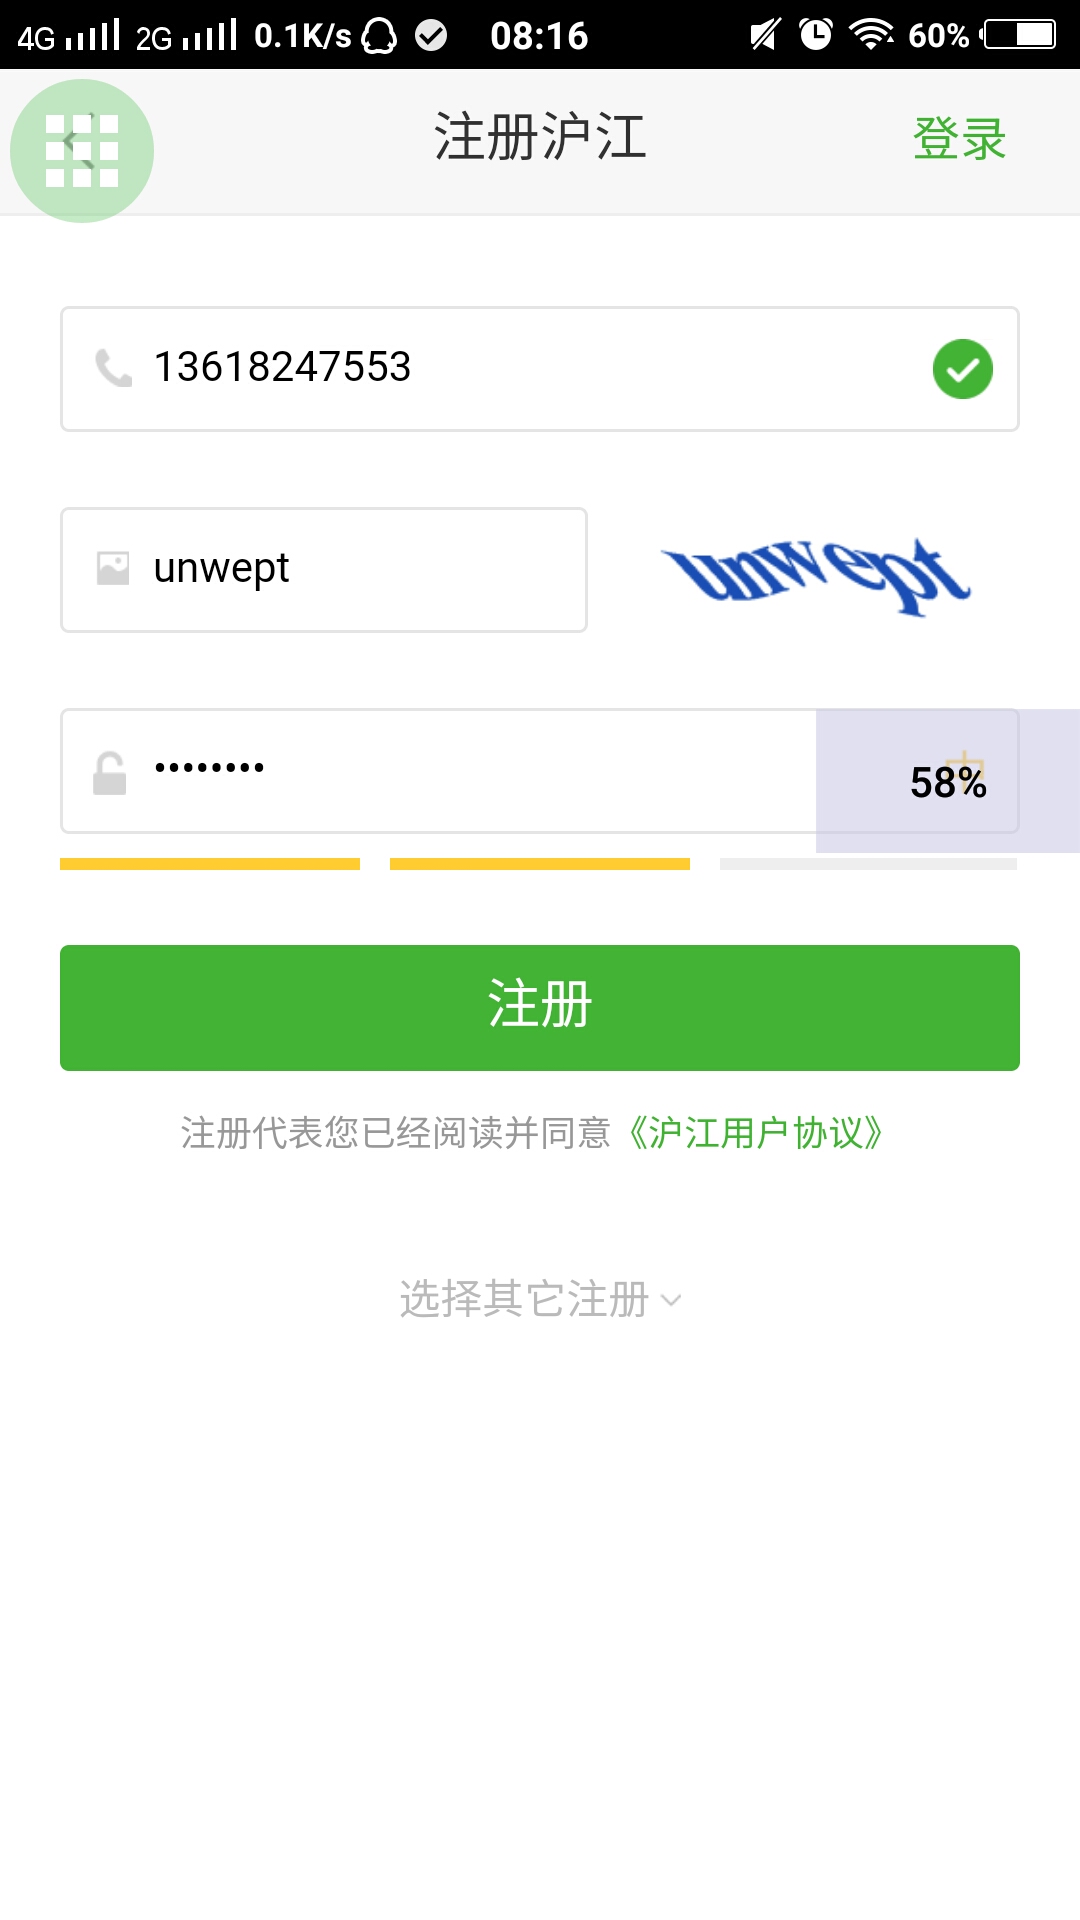 4G 2G 0.1K/s 08:16 60%
注册沪江 登录
13618247553
unwept unwept
•••••••• 中 58%
注册
注册代表您已经阅读并同意《沪江用户协议》
选择其它注册